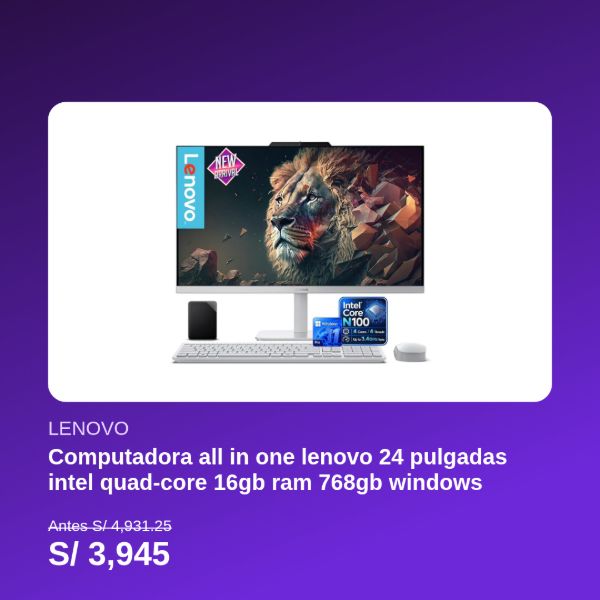 Lenovo
NEW
ARRIVAL
Intel
Core
N100
LENOVO
Computadora all in one lenovo 24 pulgadas
intel quad-core 16gb ram 768gb windows
Antes S/ 4,931.25
S/ 3,945